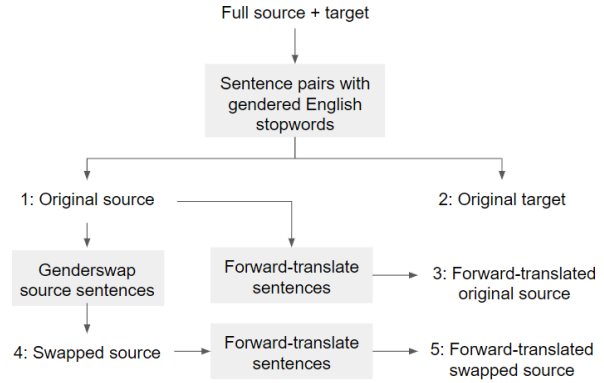 Full source + target
Sentence pairs with
gendered English
stopwords
1: Original source
2: Original target
Genderswap
source sentences
Forward-translate
sentences
3: Forward-translated
original source
4: Swapped source
Forward-translate
sentences
5: Forward-translated
swapped source